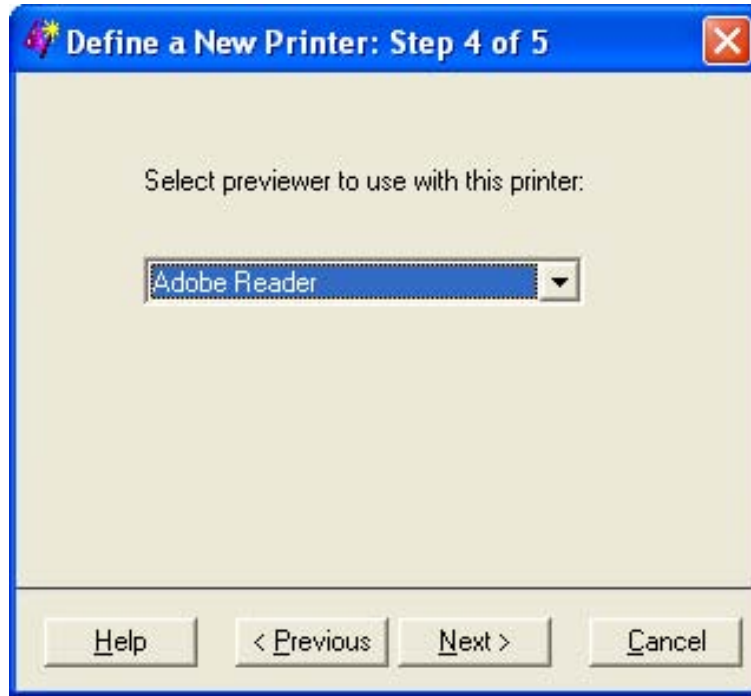 Define a New Printer: Step 4 of 5
Select previewer to use with this printer:
Adobe Reader
Help < Previous Next > Cancel